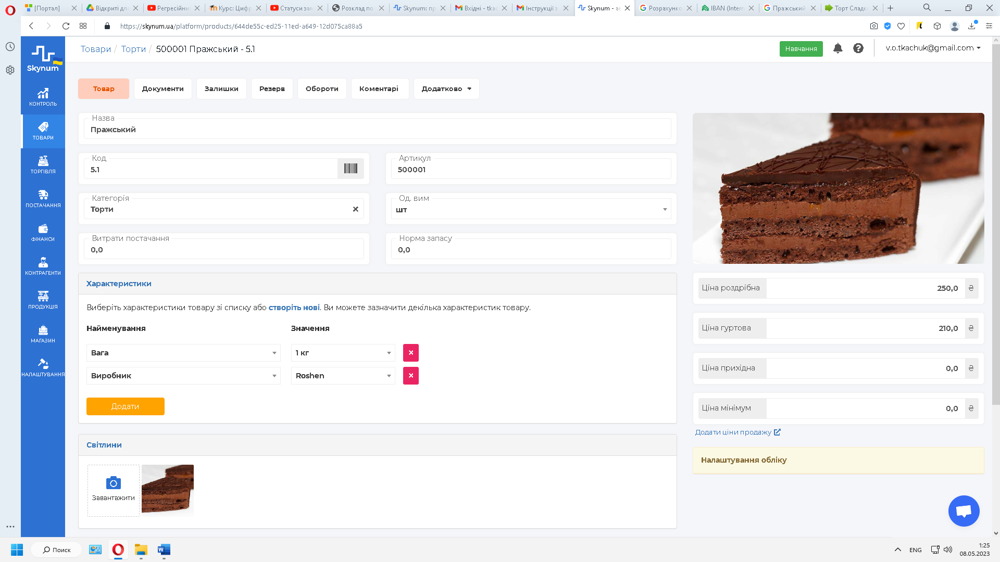 [Портал]
Відкриті дл
Регресійни
Курс: Цифр
Статуси зам
Розклад по
Skynum: пр
Вхідні - tka
Інструкції з
Skynum - ав
Розрахунко
IBAN (Intern
Пражський
Торт Сладк
https://skynum.ua/platform/products/644de55c-ed25-11ed-a649-12d075ca88a5
Skynum
Товари / Торти / 500001 Пражський - 5.1
Навчання
v.o.tkachuk@gmail.com
КОНТРОЛЬ
ТОВАРИ
ТОРГІВЛЯ
ПОСТАЧАННЯ
ФІНАНСИ
КОНТРАГЕНТИ
ПРОДУКЦІЯ
МАГАЗИН
НАЛАШТУВАННЯ
Товар
Документи
Залишки
Резерв
Обороти
Коментарі
Додатково
Назва
Пражський
Код
5.1
Артикул
500001
Категорія
Торти
Од. вим
шт
Витрати постачання
0,0
Норма запасу
0,0
Характеристики
Виберіть характеристики товару зі списку або створіть нові. Ви можете зазначити декілька характеристик товару.
Найменування
Значення
Вага
1 кг
Виробник
Roshen
Додати
Світлини
Завантажити
Ціна роздрібна
250,0 ₴
Ціна гуртова
210,0 ₴
Ціна прихідна
0,0 ₴
Ціна мінімум
0,0 ₴
Додати ціни продажу
Налаштування обліку
Поиск
ENG
1:25
08.05.2023